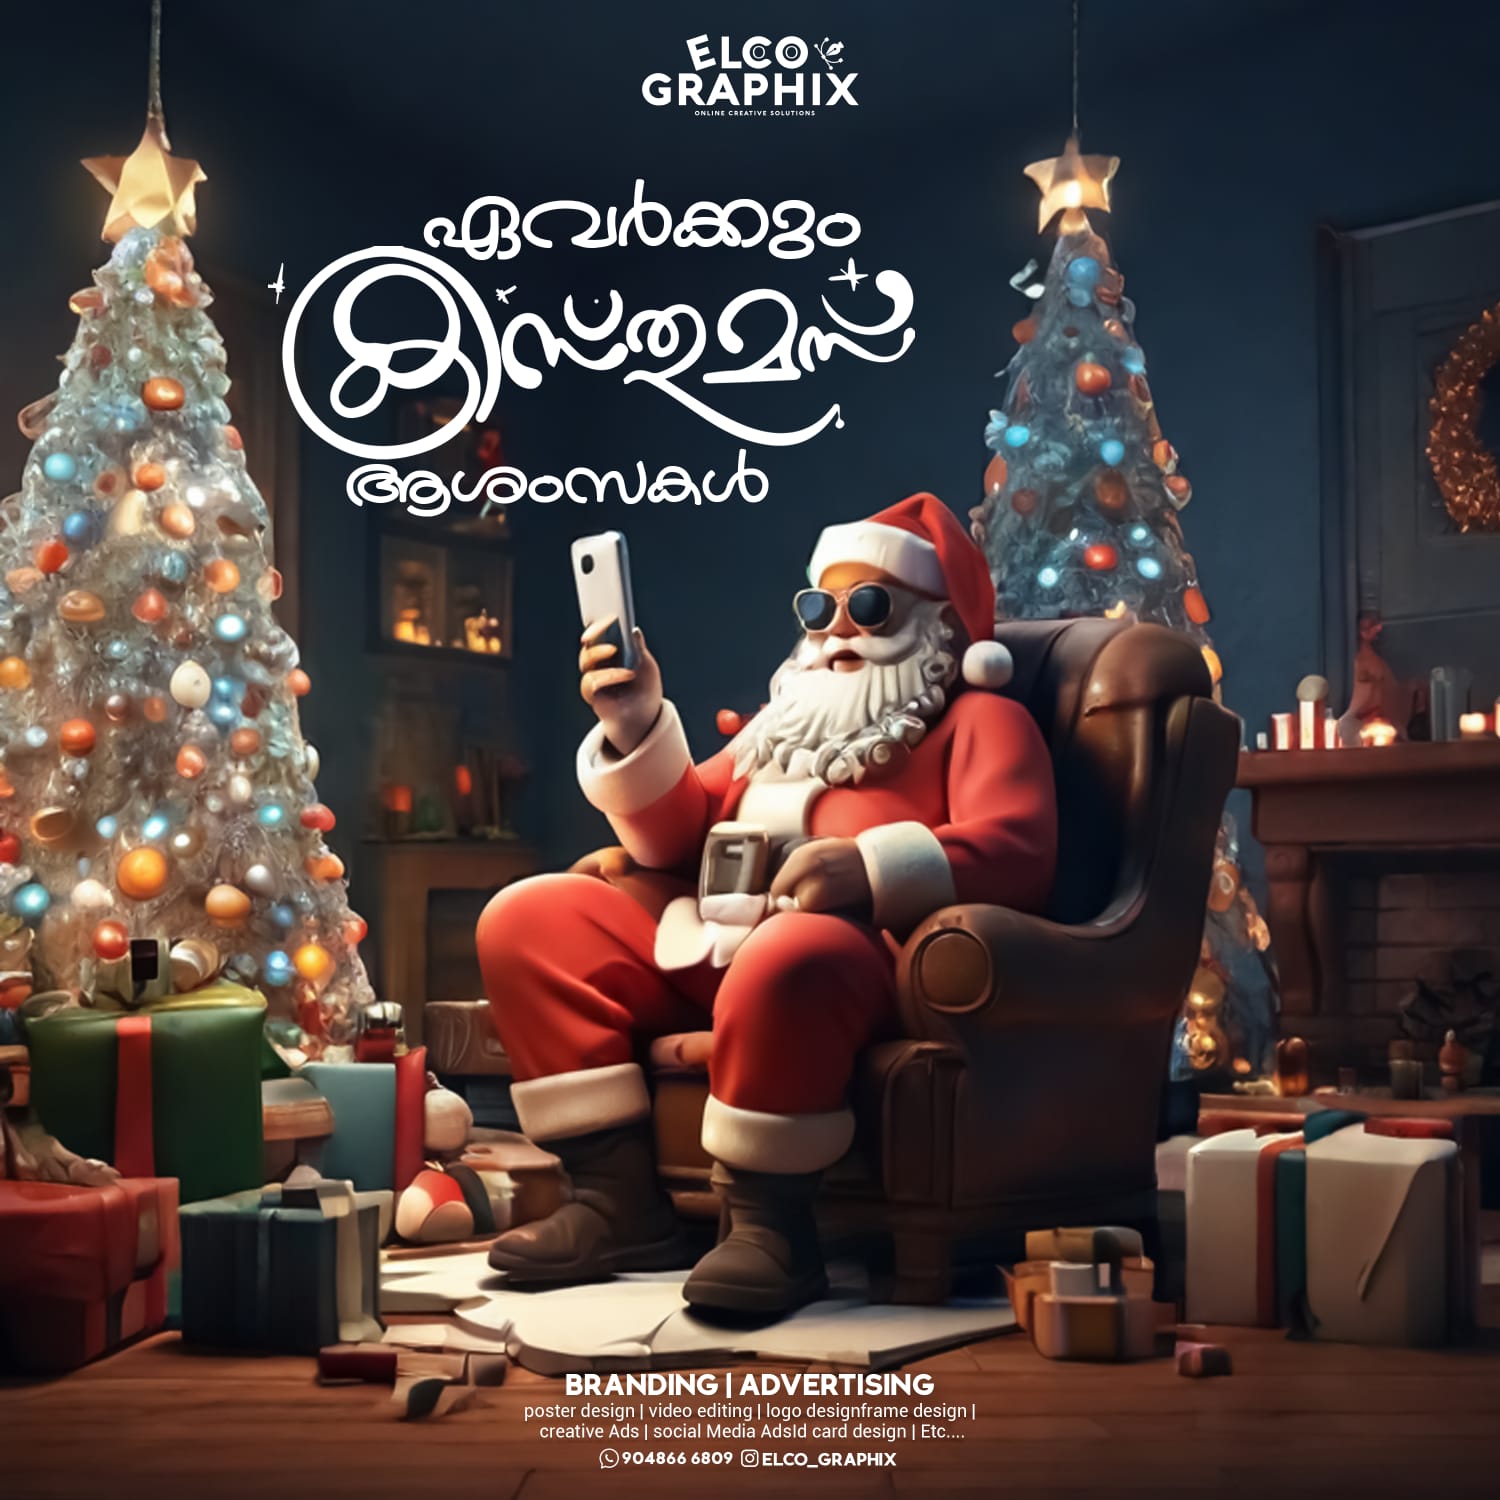 ELCO
GRAPHIX
ONLINE CREATIVE SOLUTIONS
ഏവർക്കും
ക്രിസ്തുമസ്
ആശംസകൾ
BRANDING | ADVERTISING
poster design | video editing | logo designframe design |
creative Ads | social Media AdsId card design | Etc....
904866 6809 ELCO_GRAPHIX